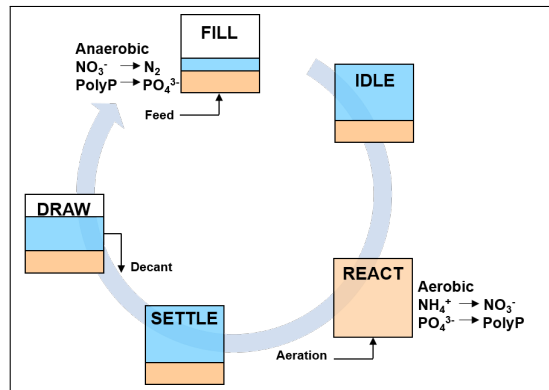 FILL
Anaerobic
NO₃⁻ → N₂
PolyP → PO₄³⁻
Feed
IDLE
REACT
Aerobic
NH₄⁺ → NO₃⁻
PO₄³⁻ → PolyP
Aeration
SETTLE
DRAW
Decant